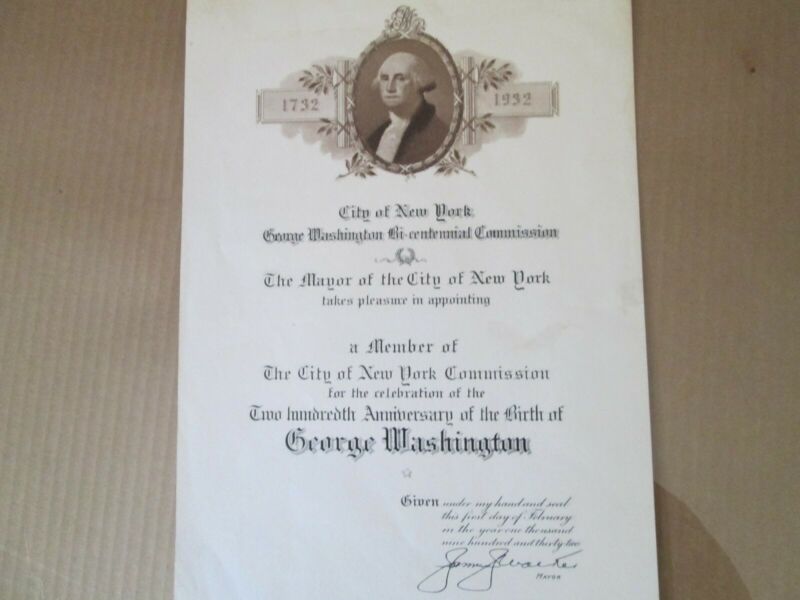 1732
1932
City of New York
George Washington Bi-centennial Commission
The Mayor of the City of New York
takes pleasure in appointing
a Member of
The City of New York Commission
for the celebration of the
Two hundredth Anniversary of the Birth of
George Washington
Given under my hand and seal
this first day of February
in the year one thousand
nine hundred and thirty-two
James J Walker
MAYOR